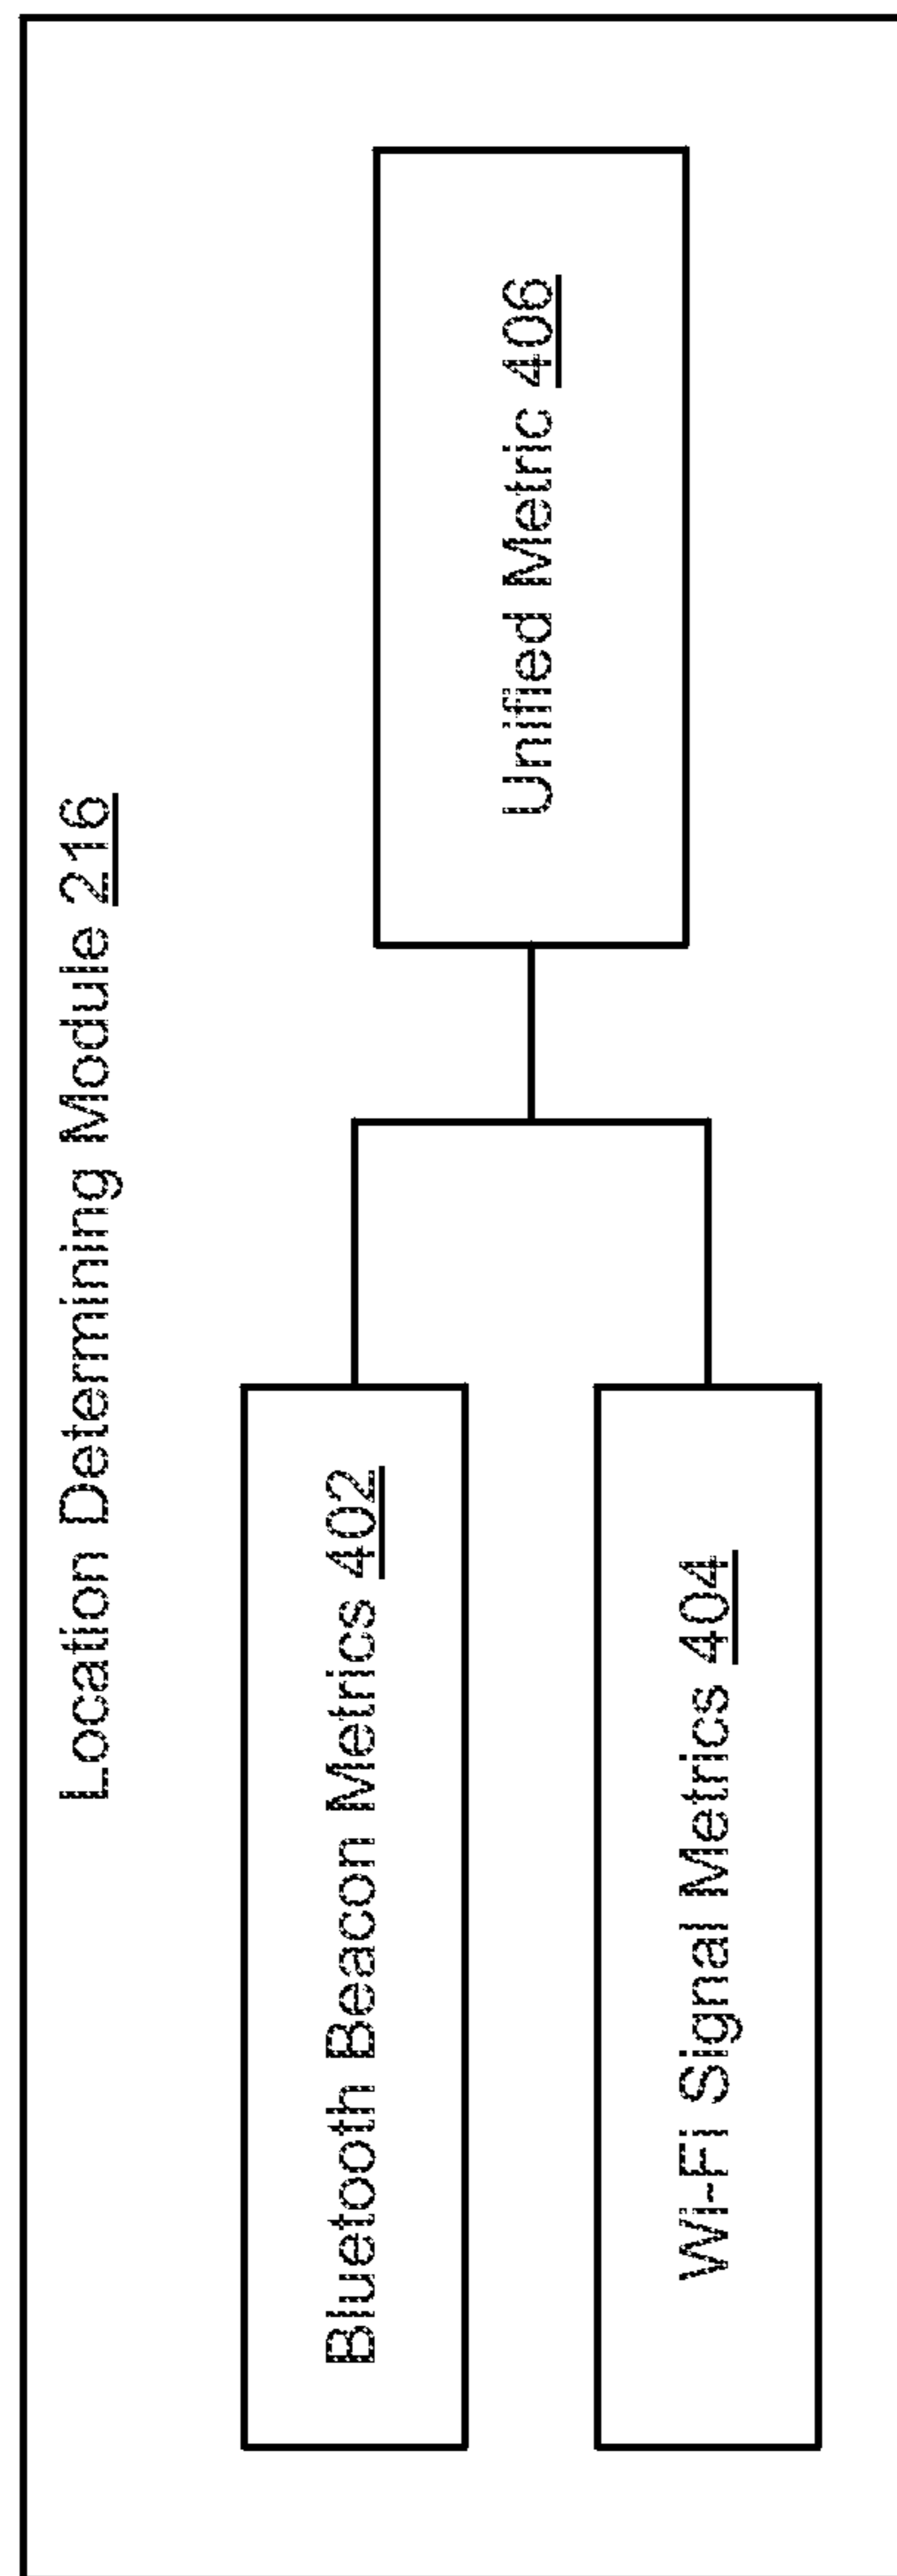 Location Determining Module 216
Bluetooth Beacon Metrics 402
Wi-Fi Signal Metrics 404
Unified Metric 406